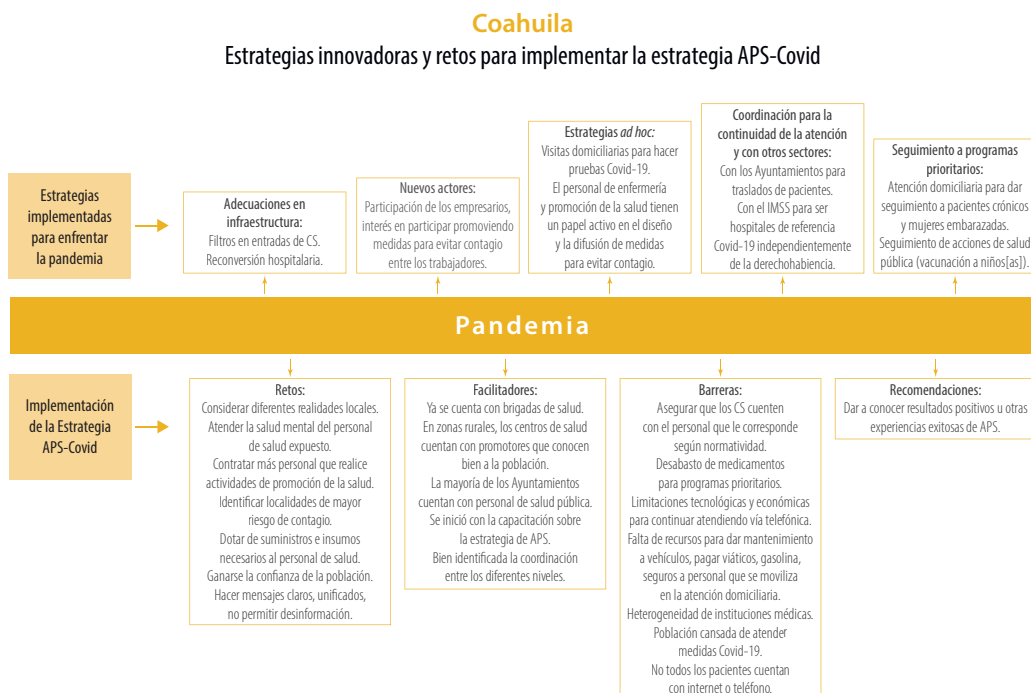 Coahuila
Estrategias innovadoras y retos para implementar la estrategia APS-Covid
Estrategias
implementadas
para enfrentar
la pandemia
Adecuaciones en
infraestructura:
Filtros en entradas de CS.
Reconversión hospitalaria.
Nuevos actores:
Participación de los empresarios,
interés en participar promoviendo
medidas para evitar contagio
entre los trabajadores.
Estrategias ad hoc:
Visitas domiciliarias para hacer
pruebas Covid-19.
El personal de enfermería
y promoción de la salud tienen
un papel activo en el diseño
y la difusión de medidas
para evitar contagio.
Coordinación para la
continuidad de la atención
y con otros sectores:
Con los Ayuntamientos para
traslados de pacientes.
Con el IMSS para ser
hospitales de referencia
Covid-19 independientemente
de la derechohabiencia.
Seguimiento a programas
prioritarios:
Atención domiciliaria para dar
seguimiento a pacientes crónicos
y mujeres embarazadas.
Seguimiento de acciones de salud
pública (vacunación a niños[as]).
Pandemia
Implementación
de la Estrategia
APS-Covid
Retos:
Considerar diferentes realidades locales.
Atender la salud mental del personal
de salud expuesto.
Contratar más personal que realice
actividades de promoción de la salud.
Identificar localidades de mayor
riesgo de contagio.
Dotar de suministros e insumos
necesarios al personal de salud.
Ganarse la confianza de la población.
Hacer mensajes claros, unificados,
no permitir desinformación.
Facilitadores:
Ya se cuenta con brigadas de salud.
En zonas rurales, los centros de salud
cuentan con promotores que conocen
bien a la población.
La mayoría de los Ayuntamientos
cuentan con personal de salud pública.
Se inició con la capacitación sobre
la estrategia de APS.
Bien identificada la coordinación
entre los diferentes niveles.
Barreras:
Asegurar que los CS cuenten
con el personal que le corresponde
según normatividad.
Desabasto de medicamentos
para programas prioritarios.
Limitaciones tecnológicas y económicas
para continuar atendiendo vía telefónica.
Falta de recursos para dar mantenimiento
a vehículos, pagar viáticos, gasolina,
seguros a personal que se moviliza
en la atención domiciliaria.
Heterogeneidad de instituciones médicas.
Población cansada de atender
medidas Covid-19.
No todos los pacientes cuentan
con internet o teléfono.
Recomendaciones:
Dar a conocer resultados positivos u otras
experiencias exitosas de APS.